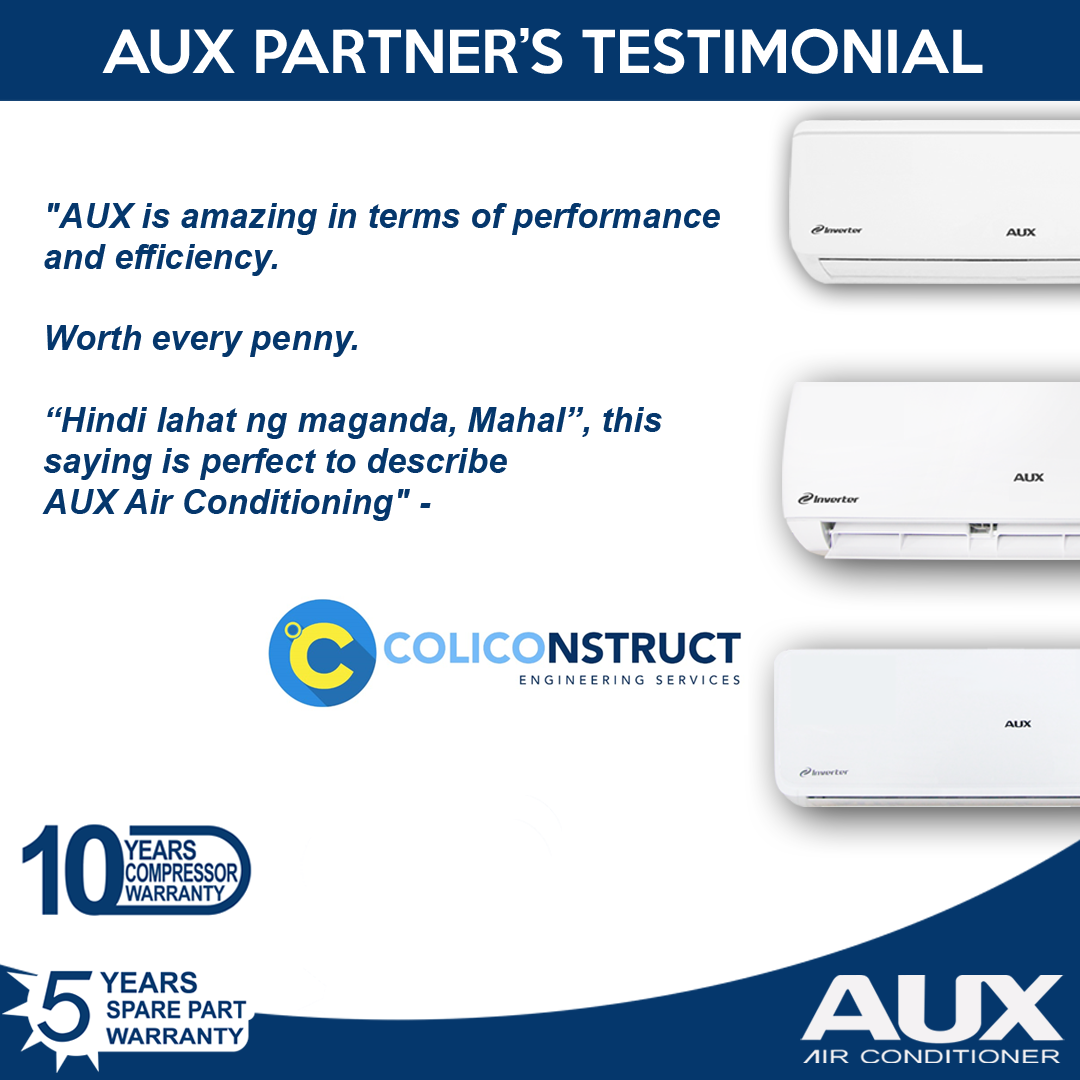 AUX PARTNER'S TESTIMONIAL
"AUX is amazing in terms of performance
and efficiency.
Worth every penny.
“Hindi lahat ng maganda, Mahal”, this
saying is perfect to describe
AUX Air Conditioning" -
Inverter AUX
AUX
Inverter
AUX
Inverter
°C COLICONSTRUCT
ENGINEERING SERVICES
10 YEARS
COMPRESSOR
WARRANTY
5 YEARS
SPARE PART
WARRANTY
AUX
AIR CONDITIONER